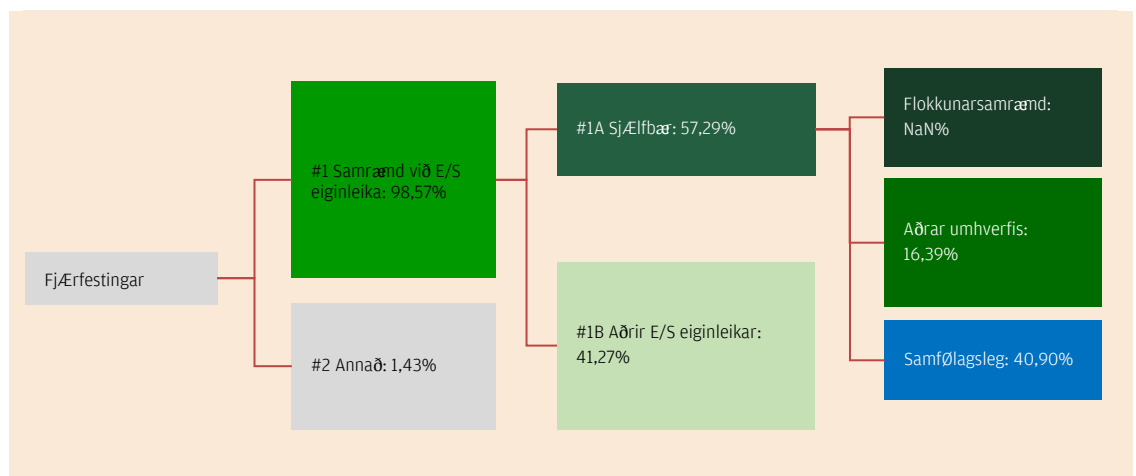 Flokkunarsamræmd:
NaN%
#1A SjÆlfbær: 57,29%
#1 Samræmd við E/S
eiginleika: 98,57%
Aðrar umhverfis:
16,39%
FjÆrfestingar
#1B Aðrir E/S eiginleikar:
41,27%
SamfØlagsleg: 40,90%
#2 Annað: 1,43%